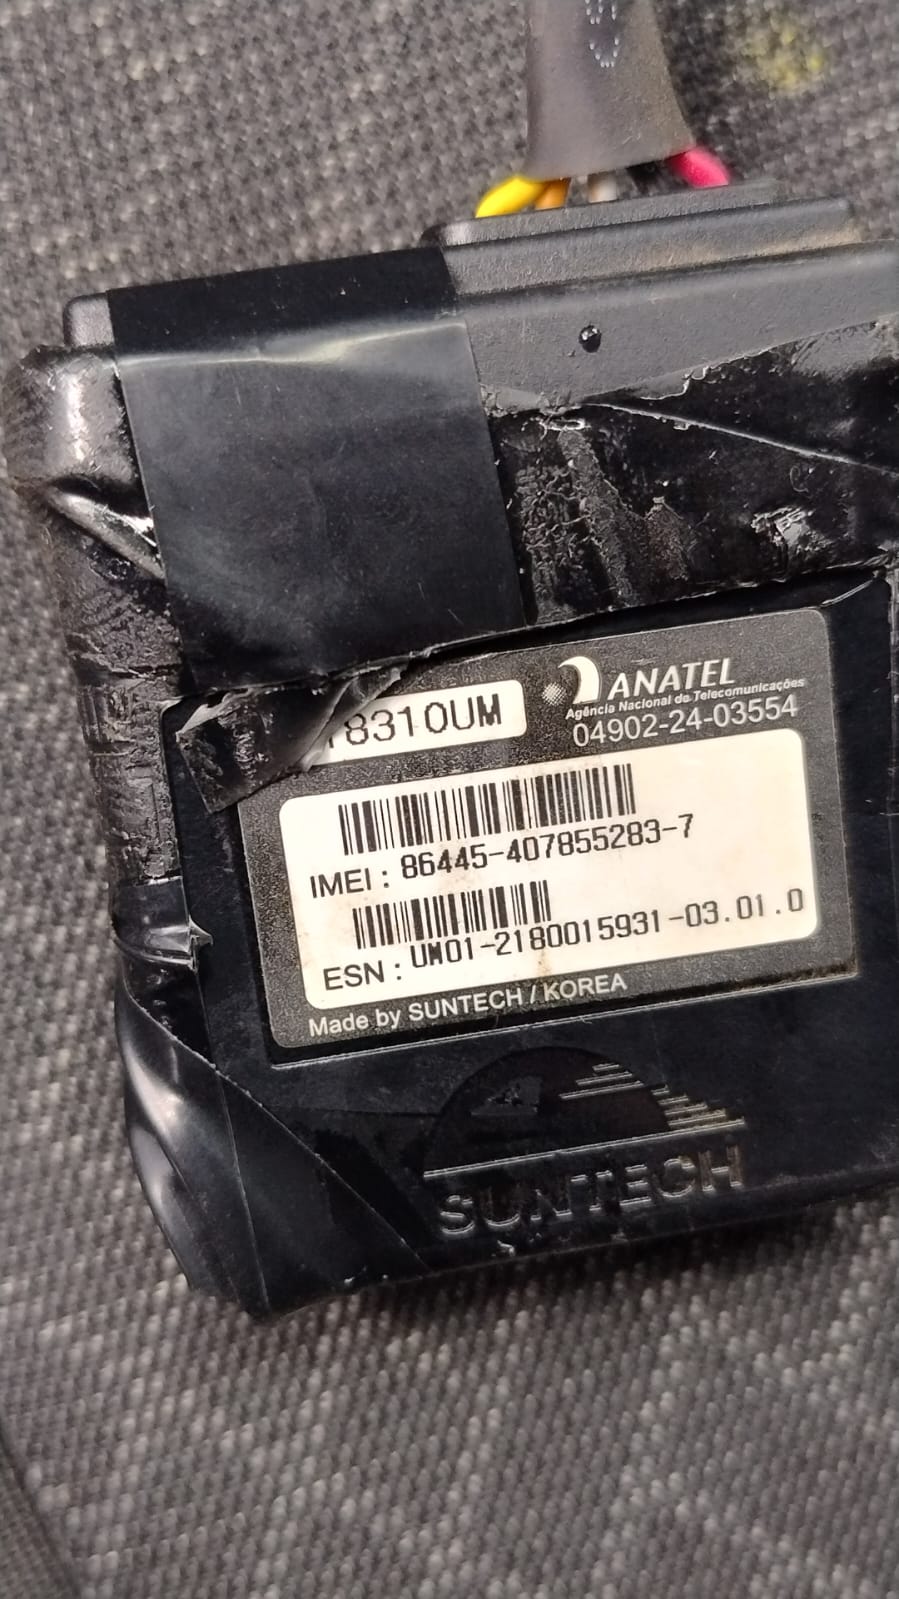 8310UM
ANATEL
Agência Nacional de Telecomunicações
04902-24-03554
IMEI : 86445-407855283-7
ESN : UM01-2180015931-03.01.0
Made by SUNTECH / KOREA
SUNTECH